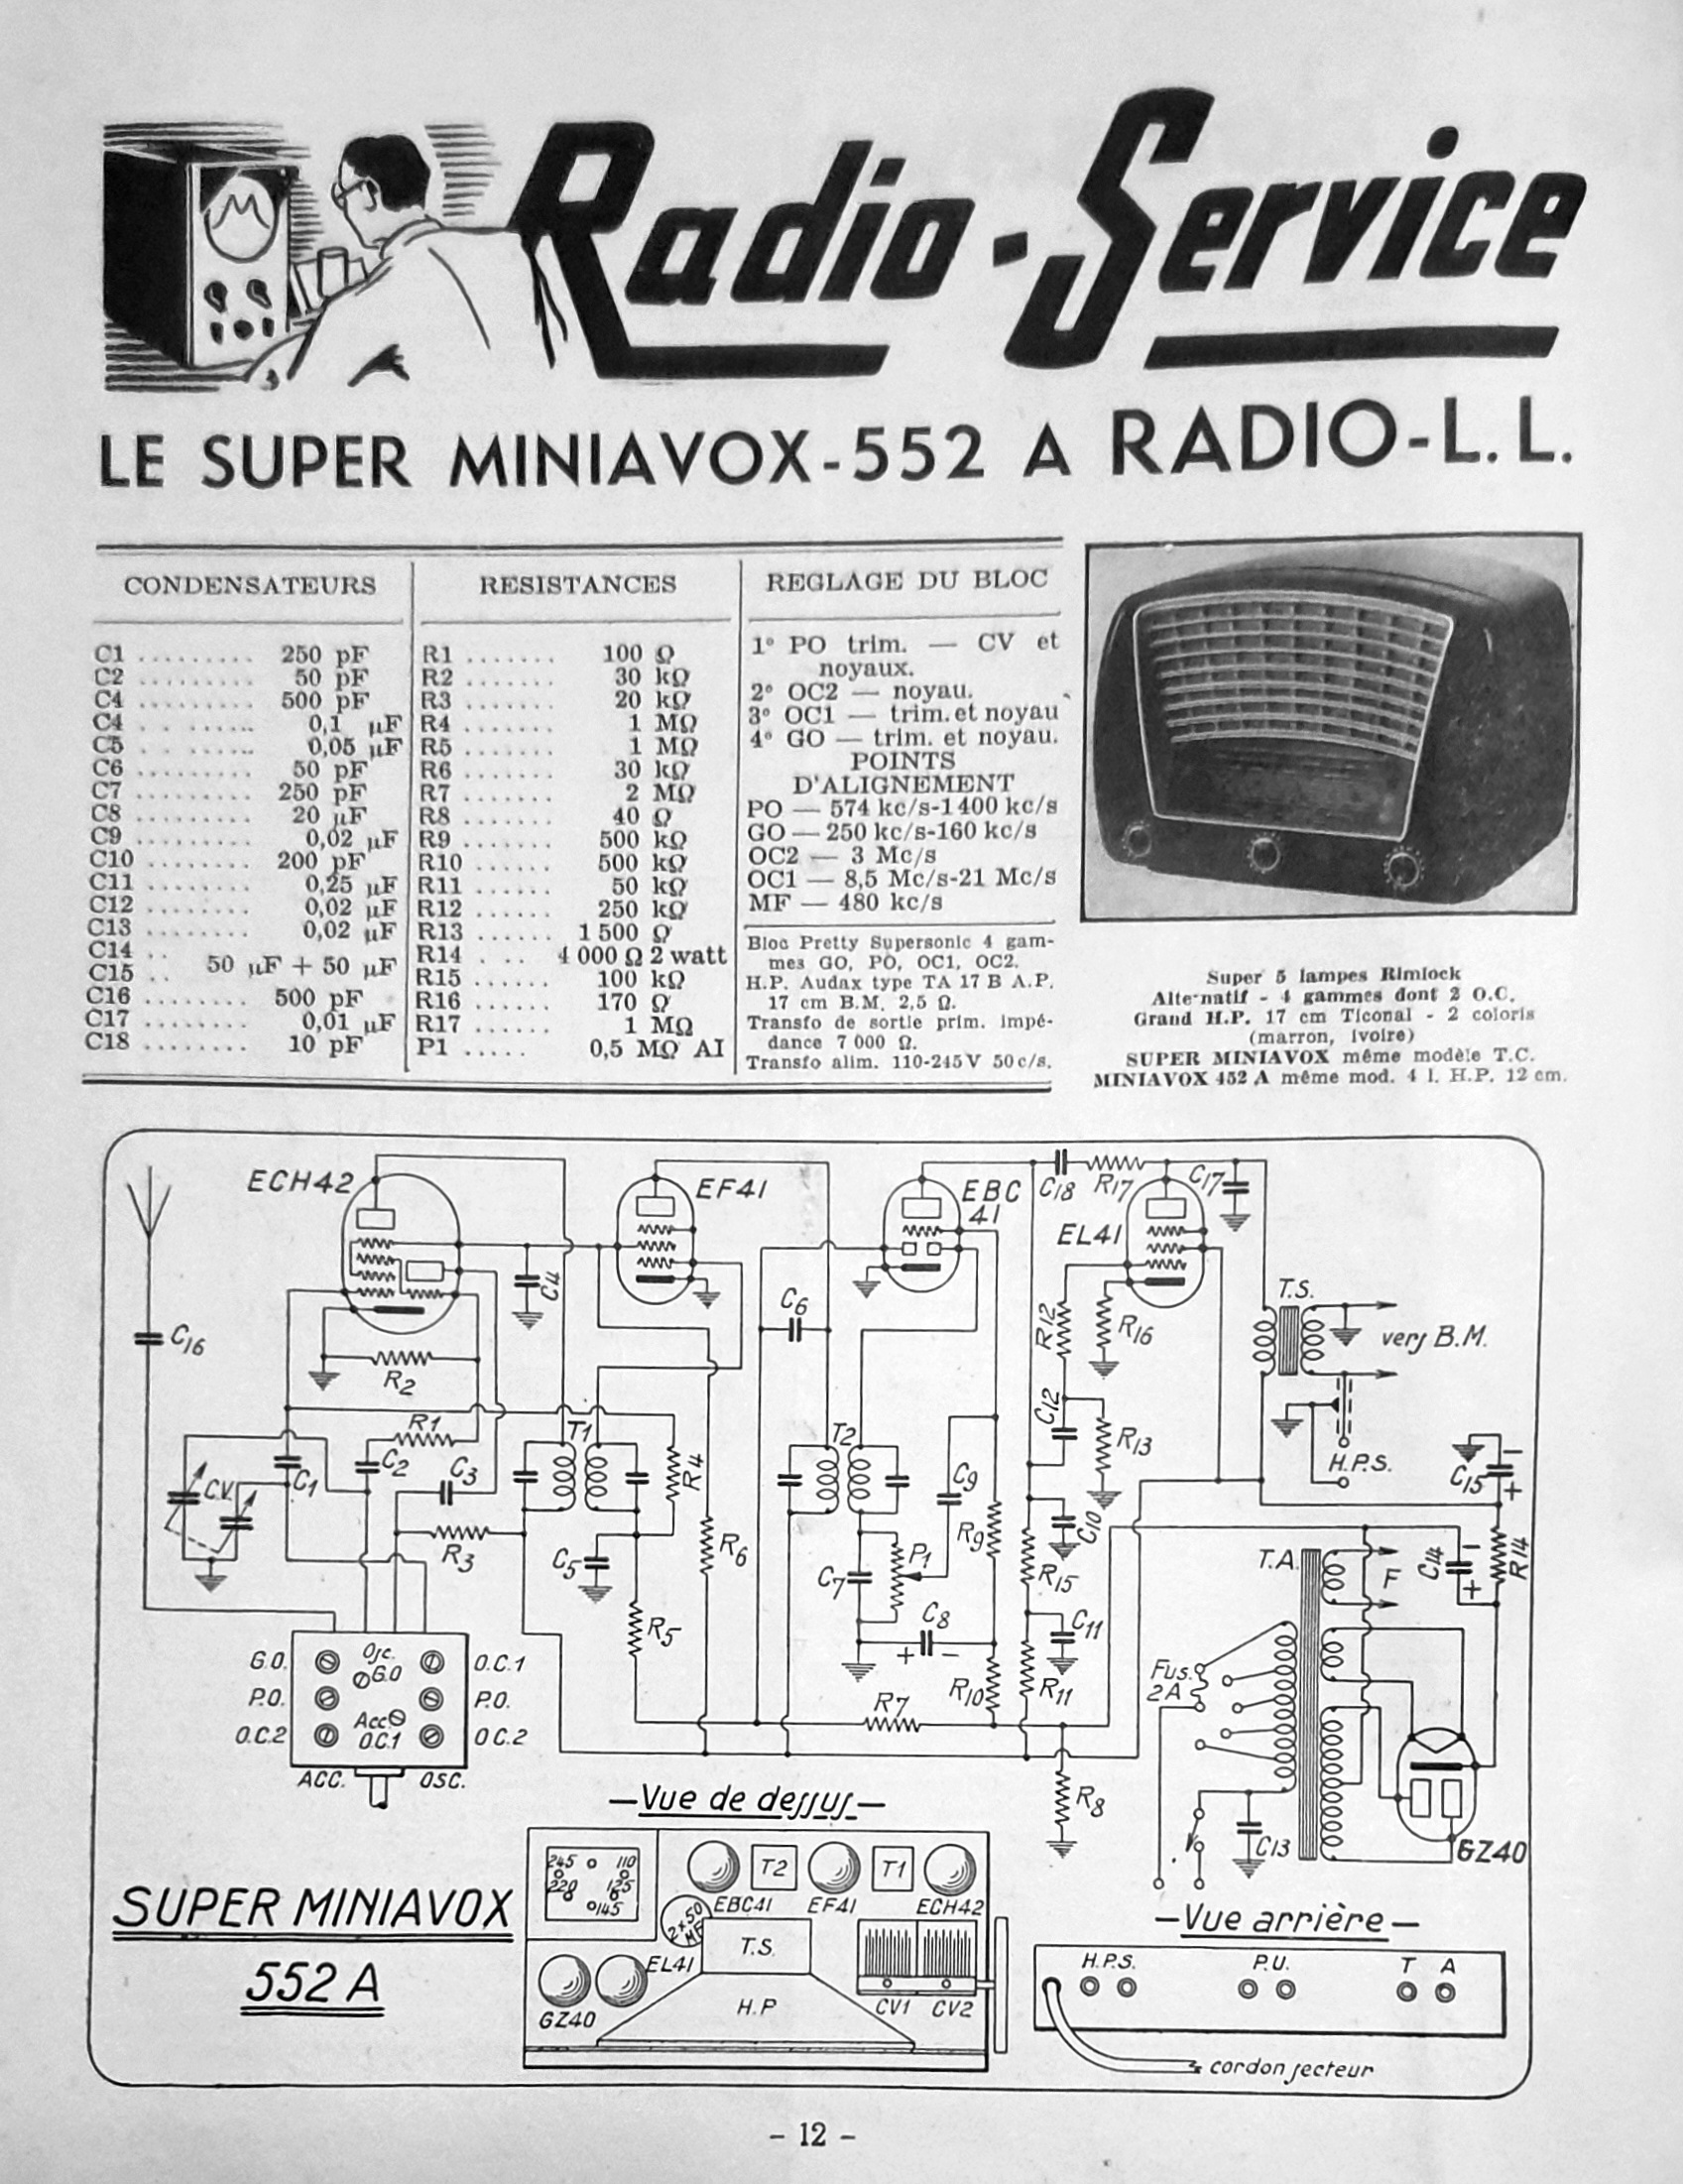 Radio-Service
LE SUPER MINIAVOX-552 A RADIO-L.L.
CONDENSATEURS
C1 ......... 250 pF
C2 ......... 50 pF
C4 ......... 500 pF
C4 . ...... 0,1 µF
C5 . . ...... 0,05 µF
C6 ......... 50 pF
C7 ......... 250 pF
C8 ......... 20 µF
C9 ......... 0,02 µF
C10 ........ 200 pF
C11 ........ 0,25 µF
C12 ........ 0,02 µF
C13 ........ 0,02 µF
C14 ..
C15 .. 50 µF + 50 µF
C16 ........ 500 pF
C17 ........ 0,01 µF
C18 ........ 10 pF
RESISTANCES
R1 ....... 100 Ω
R2 ....... 30 kΩ
R3 ....... 20 kΩ
R4 ....... 1 MΩ
R5 ....... 1 MΩ
R6 ....... 30 kΩ
R7 ....... 2 MΩ
R8 ....... 40 Ω
R9 ....... 500 kΩ
R10 ...... 500 kΩ
R11 ...... 50 kΩ
R12 ...... 250 kΩ
R13 ...... 1 500 Ω
R14 . ... 4 000 Ω 2 watt
R15 ...... 100 kΩ
R16 ...... 170 Ω
R17 ...... 1 MΩ
P1 ..... 0,5 MΩ AI
REGLAGE DU BLOC
1° PO trim. — CV et
noyaux.
2° OC2 — noyau.
3° OC1 — trim. et noyau
4° GO — trim. et noyau.
POINTS
D'ALIGNEMENT
PO — 574 kc/s-1 400 kc/s
GO — 250 kc/s-160 kc/s
OC2 — 3 Mc/s
OC1 — 8,5 Mc/s-21 Mc/s
MF — 480 kc/s
Bloc Pretty Supersonic 4 gam-
mes GO, PO, OC1, OC2.
H.P. Audax type TA 17 B A.P.
17 cm B.M. 2,5 Ω.
Transfo de sortie prim. impé-
dance 7 000 Ω.
Transfo alim. 110-245 V 50 c/s.
Super 5 lampes Rimlock
Alternatif - 4 gammes dont 2 O.C.
Grand H.P. 17 cm Ticonal - 2 coloris
(marron, ivoire)
SUPER MINIAVOX même modèle T.C.
MINIAVOX 452 A même mod. 4 l. H.P. 12 cm.
ECH42
EF41
EBC
41
C18
R17
C17
EL41
C4
C16
R2
C6
R12
R16
T.S.
very B.M.
R1
T1
T2
C12
R13
H.P.S.
C.V.
C1
C2
C3
R4
C9
C15
−
+
R3
C5
R6
R9
C10
P1
C7
R15
T.A.
F
C14
−
+
R14
R5
C8
+ −
C11
G.O.
Osc.
G.O
O.C.1
P.O.
P.O.
Acc.
O.C.1
O.C.2
O.C.2
ACC.
OSC.
R7
R10
R11
Fus.
2A
R8
C13
GZ40
—Vue de dessus—
245
110
220
125
145
T2
T1
EBC41
EF41
ECH42
2×50
MF
T.S.
EL41
GZ40
H.P
CV1
CV2
SUPER MINIAVOX
552 A
—Vue arrière—
H.P.S.
P.U.
T
A
cordon secteur
- 12 -